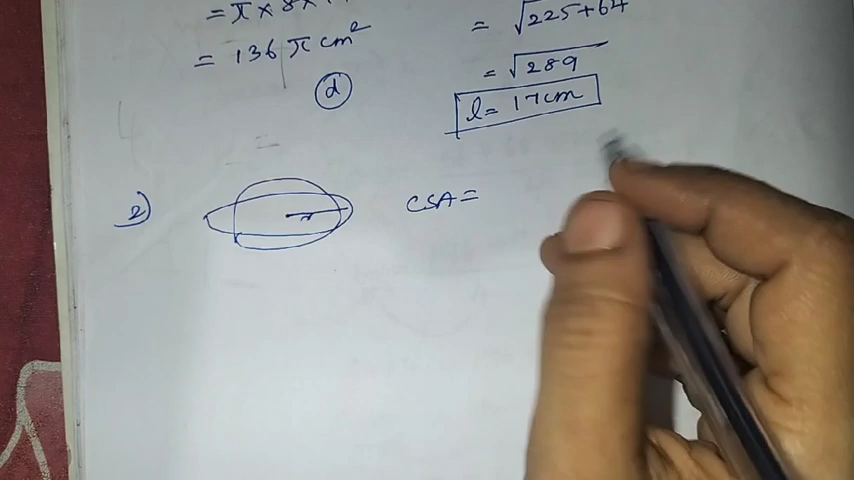 = π × 8 ×
= 136 π cm²
(d)
= √225+64
= √289
l = 17cm
2)
r
CSA =